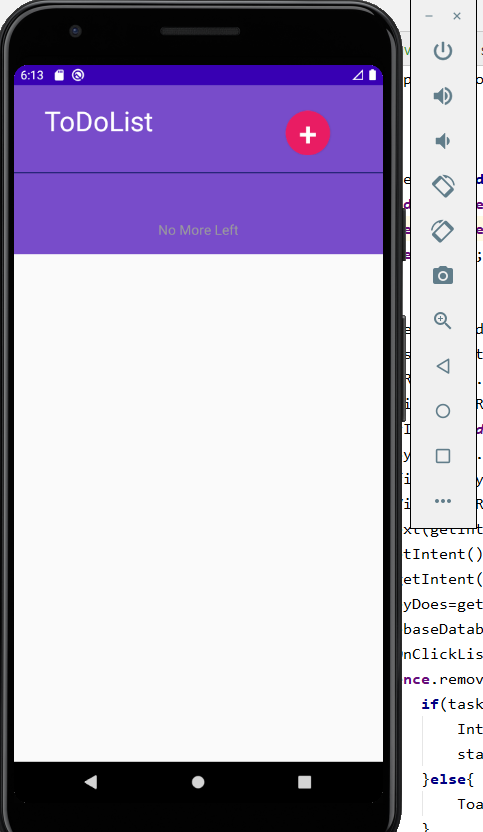 6:13
ToDoList
+
No More Left
ext(getInt
tIntent()
etIntent(
yDoes=get
baseDatab
nClickLis
nce.remov
if(task
Int
sta
}else{
Toa
}